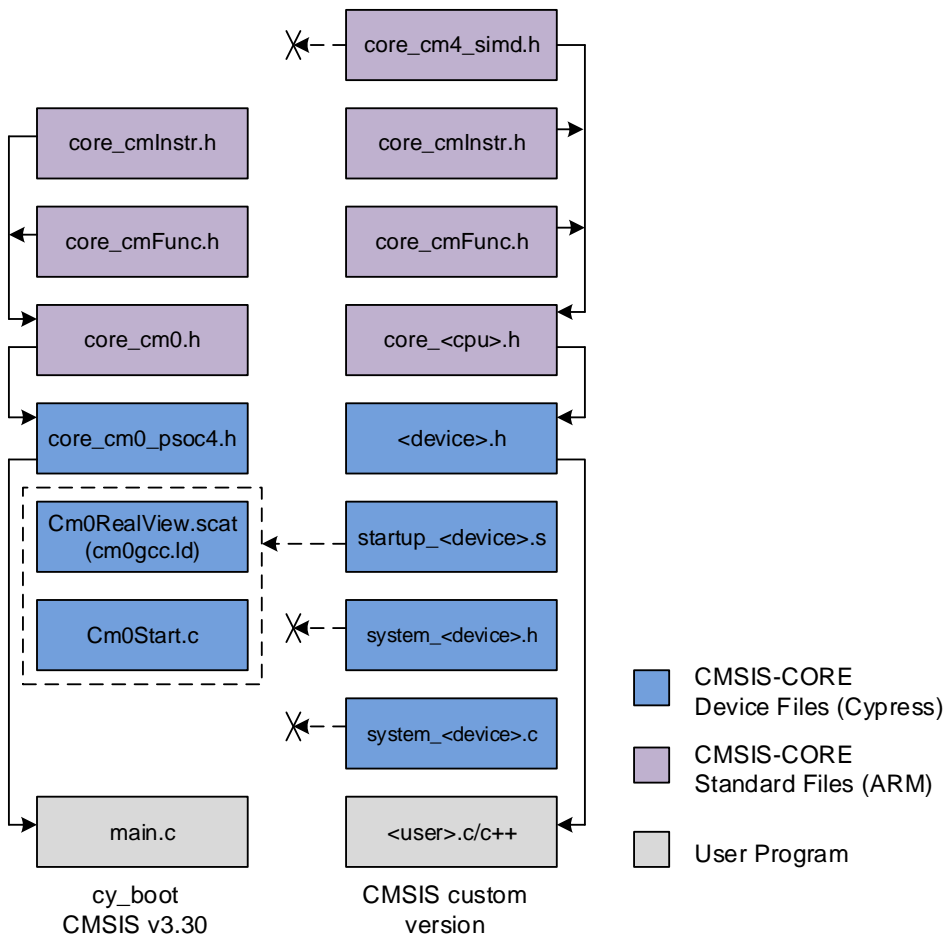 core_cm4_simd.h
core_cmInstr.h
core_cmInstr.h
core_cmFunc.h
core_cmFunc.h
core_cm0.h
core_<cpu>.h
core_cm0_psoc4.h
<device>.h
Cm0RealView.scat
(cm0gcc.ld)
startup_<device>.s
Cm0Start.c
system_<device>.h
system_<device>.c
main.c
<user>.c/c++
cy_boot
CMSIS v3.30
CMSIS custom
version
CMSIS-CORE
Device Files (Cypress)
CMSIS-CORE
Standard Files (ARM)
User Program